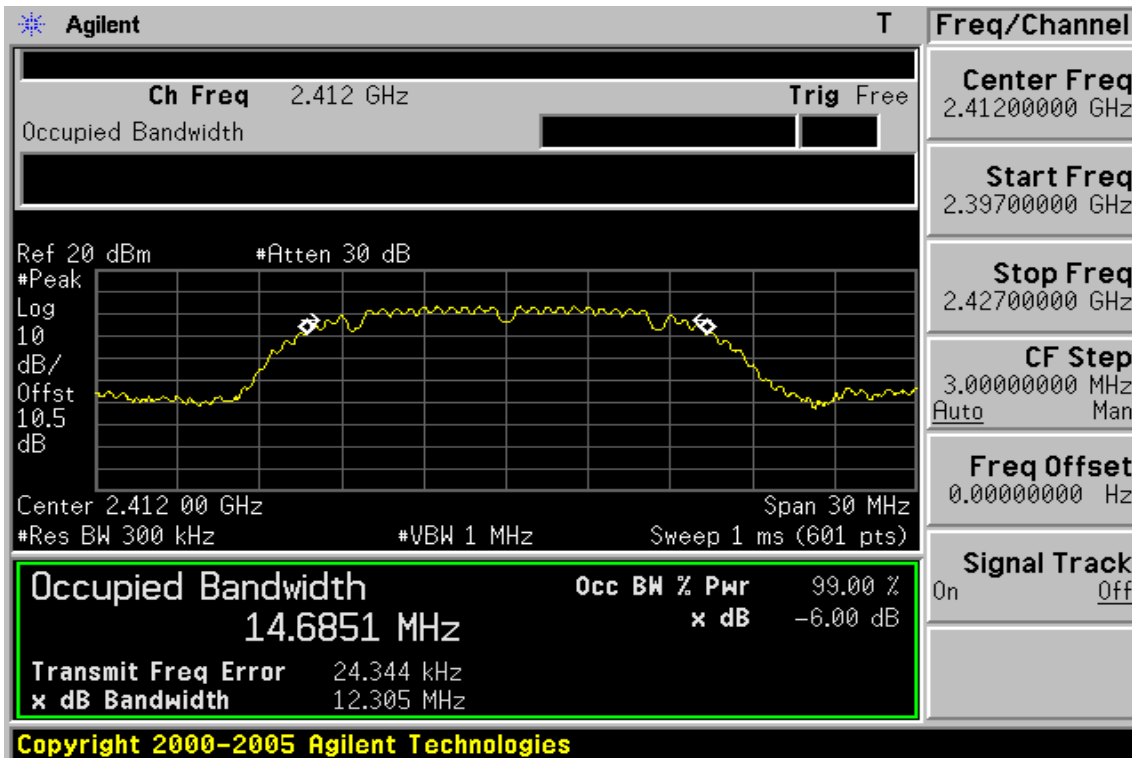 Agilent T
Ch Freq 2.412 GHz Trig Free
Occupied Bandwidth
Ref 20 dBm #Atten 30 dB
#Peak
Log
10
dB/
Offst
10.5
dB
Center 2.412 00 GHz Span 30 MHz
#Res BW 300 kHz #VBW 1 MHz Sweep 1 ms (601 pts)
Occupied Bandwidth
14.6851 MHz
Occ BW % Pwr 99.00 %
x dB -6.00 dB
Transmit Freq Error 24.344 kHz
x dB Bandwidth 12.305 MHz
Copyright 2000-2005 Agilent Technologies
Freq/Channel
Center Freq
2.41200000 GHz
Start Freq
2.39700000 GHz
Stop Freq
2.42700000 GHz
CF Step
3.00000000 MHz
Auto Man
Freq Offset
0.00000000 Hz
Signal Track
On Off